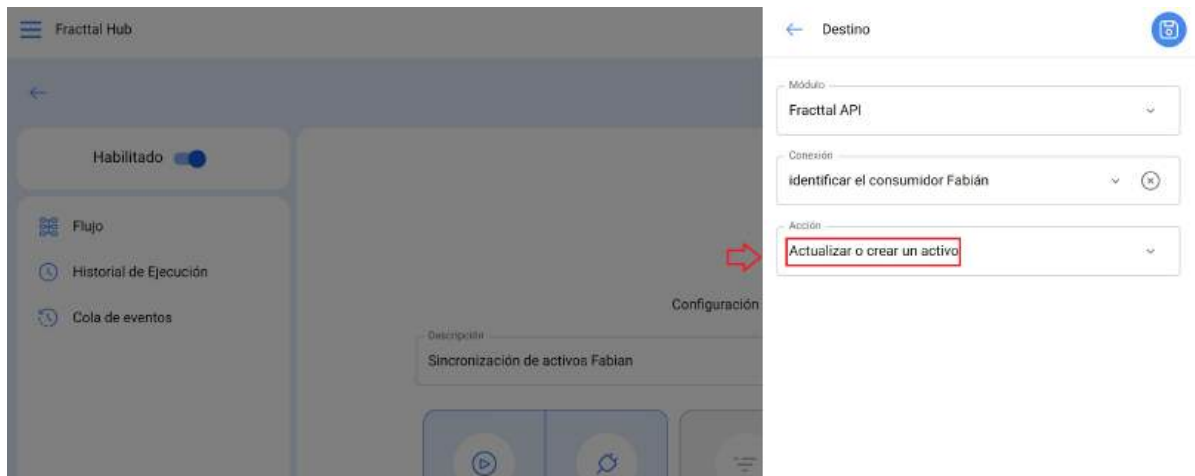 Fracttal Hub
Habilitado
Flujo
Historial de Ejecución
Cola de eventos
Configuración
Descripción
Sincronización de activos Fabian
Destino
Módulo
Fracttal API
Conexión
identificar el consumidor Fabián
Acción
Actualizar o crear un activo